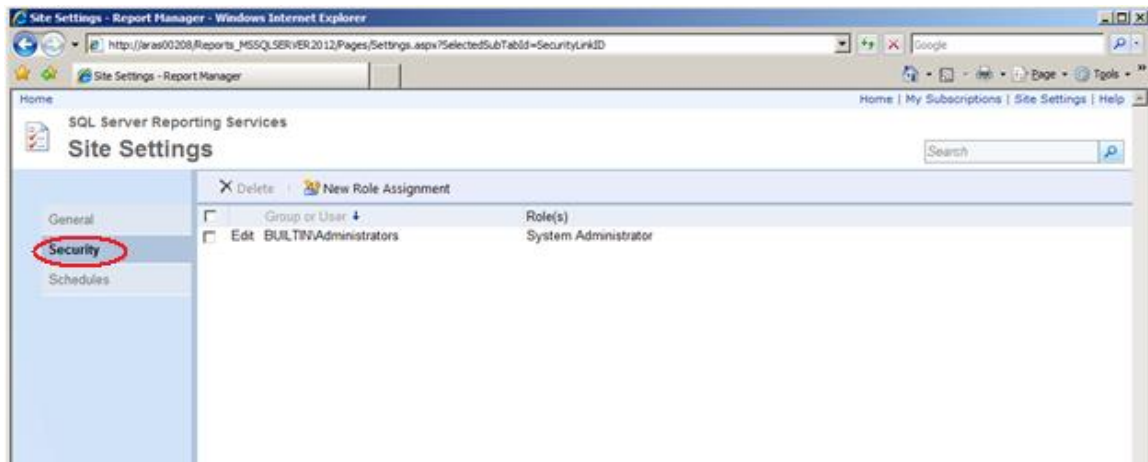 Site Settings - Report Manager - Windows Internet Explorer
http://aras00208/Reports_MSSQLSERVER2012/Pages/Settings.aspx?SelectedSubTabId=SecurityLinkID
Google
Site Settings - Report Manager
Page Tools
Home
Home | My Subscriptions | Site Settings | Help
SQL Server Reporting Services
Site Settings
Search
Delete New Role Assignment
General
Group or User Role(s)
Security
Edit BUILTIN\Administrators System Administrator
Schedules